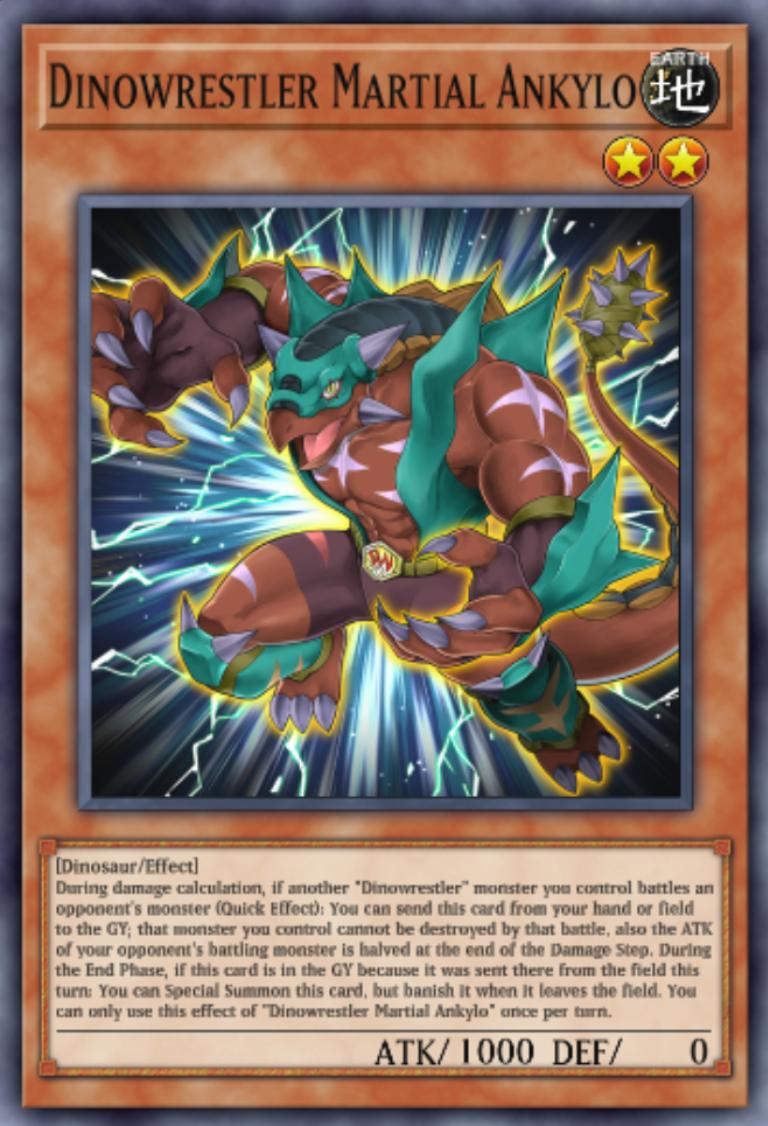 DINOWRESTLER MARTIAL ANKYLO
EARTH
地
DW
[Dinosaur/Effect]
During damage calculation, if another "Dinowrestler" monster you control battles an
opponent's monster (Quick Effect): You can send this card from your hand or field
to the GY; that monster you control cannot be destroyed by that battle, also the ATK
of your opponent's battling monster is halved at the end of the Damage Step. During
the End Phase, if this card is in the GY because it was sent there from the field this
turn: You can Special Summon this card, but banish it when it leaves the field. You
can only use this effect of "Dinowrestler Martial Ankylo" once per turn.
ATK/ 1000 DEF/ 0